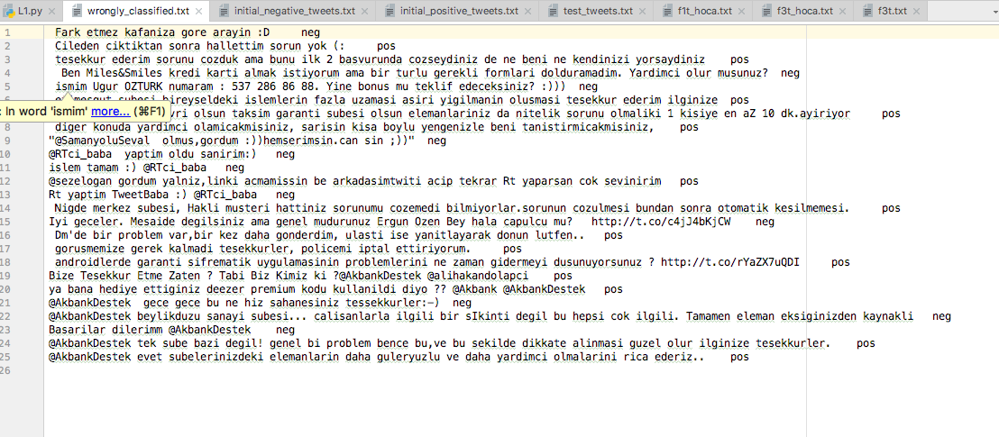 L1.py wrongly_classified.txt initial_negative_tweets.txt initial_positive_tweets.txt test_tweets.txt f1t_hoca.txt f3t_hoca.txt f3t.txt
1 Fark etmez kafaniza gore arayin :D neg
2 Cileden ciktiktan sonra hallettim sorun yok (: pos
3 tesekkur ederim sorunu cozduk ama bunu ilk 2 basvurunda cozseydiniz de ne beni ne kendinizi yorsaydiniz pos
4 Ben Miles&Smiles kredi karti almak istiyorum ama bir turlu gerekli formlari dolduramadim. Yardimci olur musunuz? neg
5 ismim Ugur OZTURK numaram : 537 286 86 88. Yine bonus mu teklif edeceksiniz? :))) neg
subesi bireyseldeki islemlerin fazla uzamasi asiri yigilmanin olusmasi tesekkur ederim ilginize pos
: In word 'ismim' more... (⌘F1)
olsun taksim garanti subesi olsun elemanlariniz da nitelik sorunu olmaliki 1 kisiye en aZ 10 dk.ayiriyor pos
8 diger konuda yardimci olamicakmisiniz, sarisin kisa boylu yengenizle beni tanistirmicakmisiniz, pos
9 "@SamanyoluSeval olmus,gordum :))hemserimsin.can sin ;))" neg
10 @RTci_baba yaptim oldu sanirim:) neg
11 islem tamam :) @RTci_baba neg
12 @sezelogan gordum yalniz,linki acmamissin be arkadasimtwiti acip tekrar Rt yaparsan cok sevinirim pos
13 Rt yaptim TweetBaba :) @RTci_baba neg
14 Nigde merkez subesi, Hakli musteri hattiniz sorunumu cozemedi bilmiyorlar.sorunun cozulmesi bundan sonra otomatik kesilmemesi. pos
15 Iyi geceler. Mesaide degilsiniz ama genel mudurunuz Ergun Ozen Bey hala capulcu mu? http://t.co/c4jJ4bKjCW neg
16 Dm'de bir problem var,bir kez daha gonderdim, ulasti ise yanitlayarak donun lutfen.. pos
17 gorusmemize gerek kalmadi tesekkurler, policemi iptal ettiriyorum. pos
18 androidlerde garanti sifrematik uygulamasinin problemlerini ne zaman gidermeyi dusunuyorsunuz ? http://t.co/rYaZX7uQDI pos
19 Bize Tesekkur Etme Zaten ? Tabi Biz Kimiz ki ?@AkbankDestek @alihakandolapci pos
20 ya bana hediye ettiginiz deezer premium kodu kullanildi diyo ?? @Akbank @AkbankDestek pos
21 @AkbankDestek gece gece bu ne hiz sahanesiniz tessekkurler:-) neg
22 @AkbankDestek beylikduzu sanayi subesi... calisanlarla ilgili bir sIkinti degil bu hepsi cok ilgili. Tamamen eleman eksiginizden kaynakli neg
23 Basarilar dilerimm @AkbankDestek neg
24 @AkbankDestek tek sube bazi degil! genel bi problem bence bu,ve bu sekilde dikkate alinmasi guzel olur ilginize tesekkurler. pos
25 @AkbankDestek evet subelerinizdeki elemanlarin daha guleryuzlu ve daha yardimci olmalarini rica ederiz.. pos
26